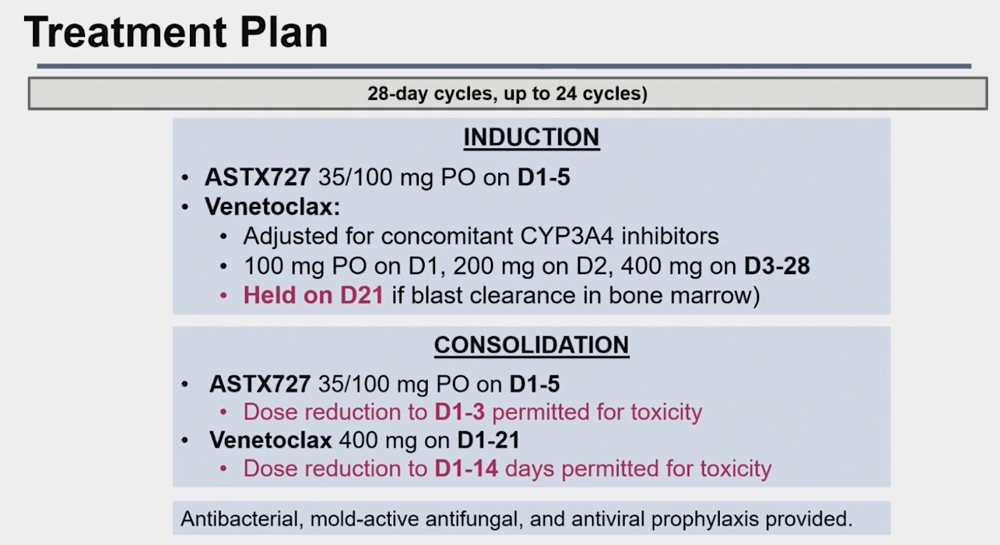 Treatment Plan
28-day cycles, up to 24 cycles)
INDUCTION
• ASTX727 35/100 mg PO on D1-5
• Venetoclax:
• Adjusted for concomitant CYP3A4 inhibitors
• 100 mg PO on D1, 200 mg on D2, 400 mg on D3-28
• Held on D21 if blast clearance in bone marrow)
CONSOLIDATION
• ASTX727 35/100 mg PO on D1-5
• Dose reduction to D1-3 permitted for toxicity
• Venetoclax 400 mg on D1-21
• Dose reduction to D1-14 days permitted for toxicity
Antibacterial, mold-active antifungal, and antiviral prophylaxis provided.